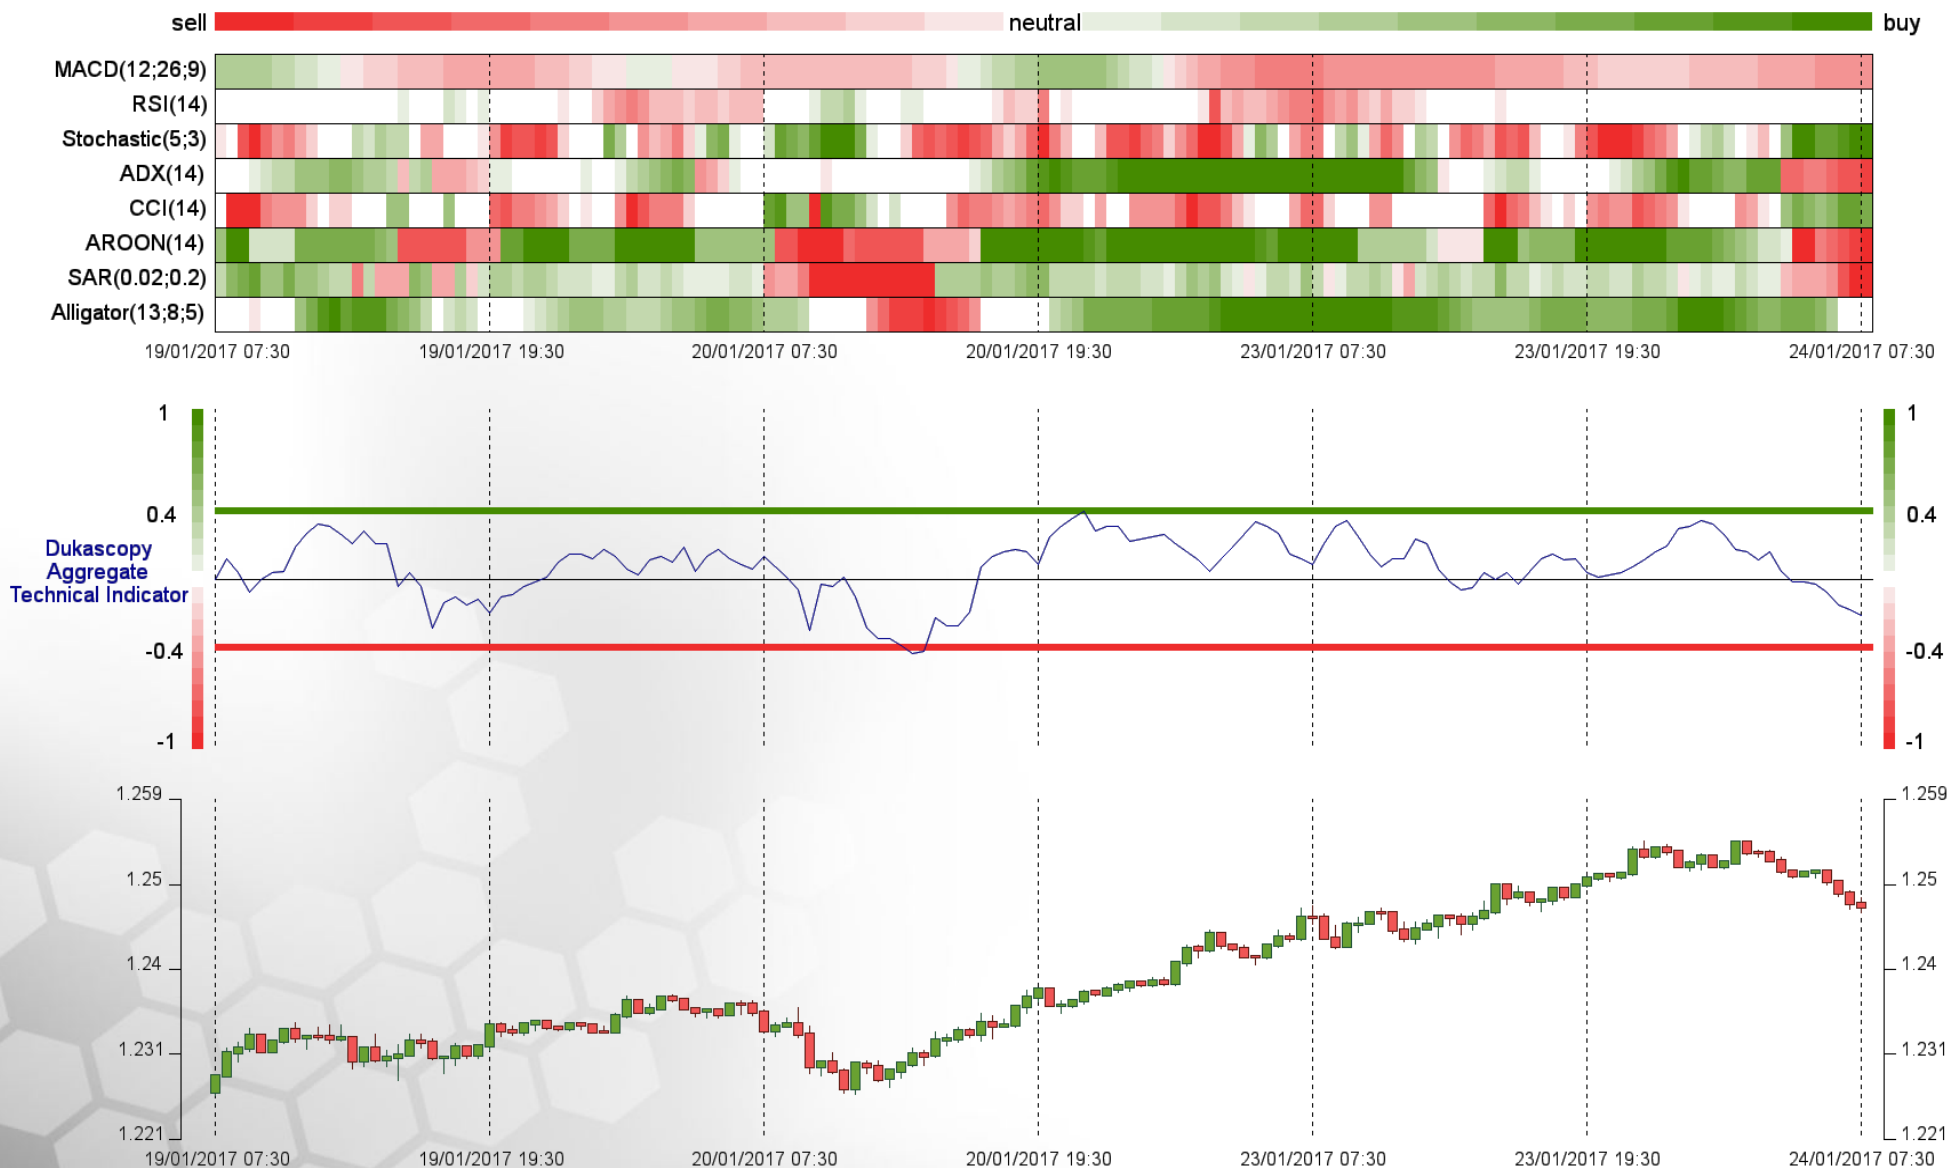 sell neutral buy
MACD(12;26;9)
RSI(14)
Stochastic(5;3)
ADX(14)
CCI(14)
AROON(14)
SAR(0.02;0.2)
Alligator(13;8;5)
19/01/2017 07:30 19/01/2017 19:30 20/01/2017 07:30 20/01/2017 19:30 23/01/2017 07:30 23/01/2017 19:30 24/01/2017 07:30
1 1
0.4 0.4
Dukascopy
Aggregate
Technical Indicator
-0.4 -0.4
-1 -1
1.259 1.259
1.25 1.25
1.24 1.24
1.231 1.231
1.221 1.221
19/01/2017 07:30 19/01/2017 19:30 20/01/2017 07:30 20/01/2017 19:30 23/01/2017 07:30 23/01/2017 19:30 24/01/2017 07:30